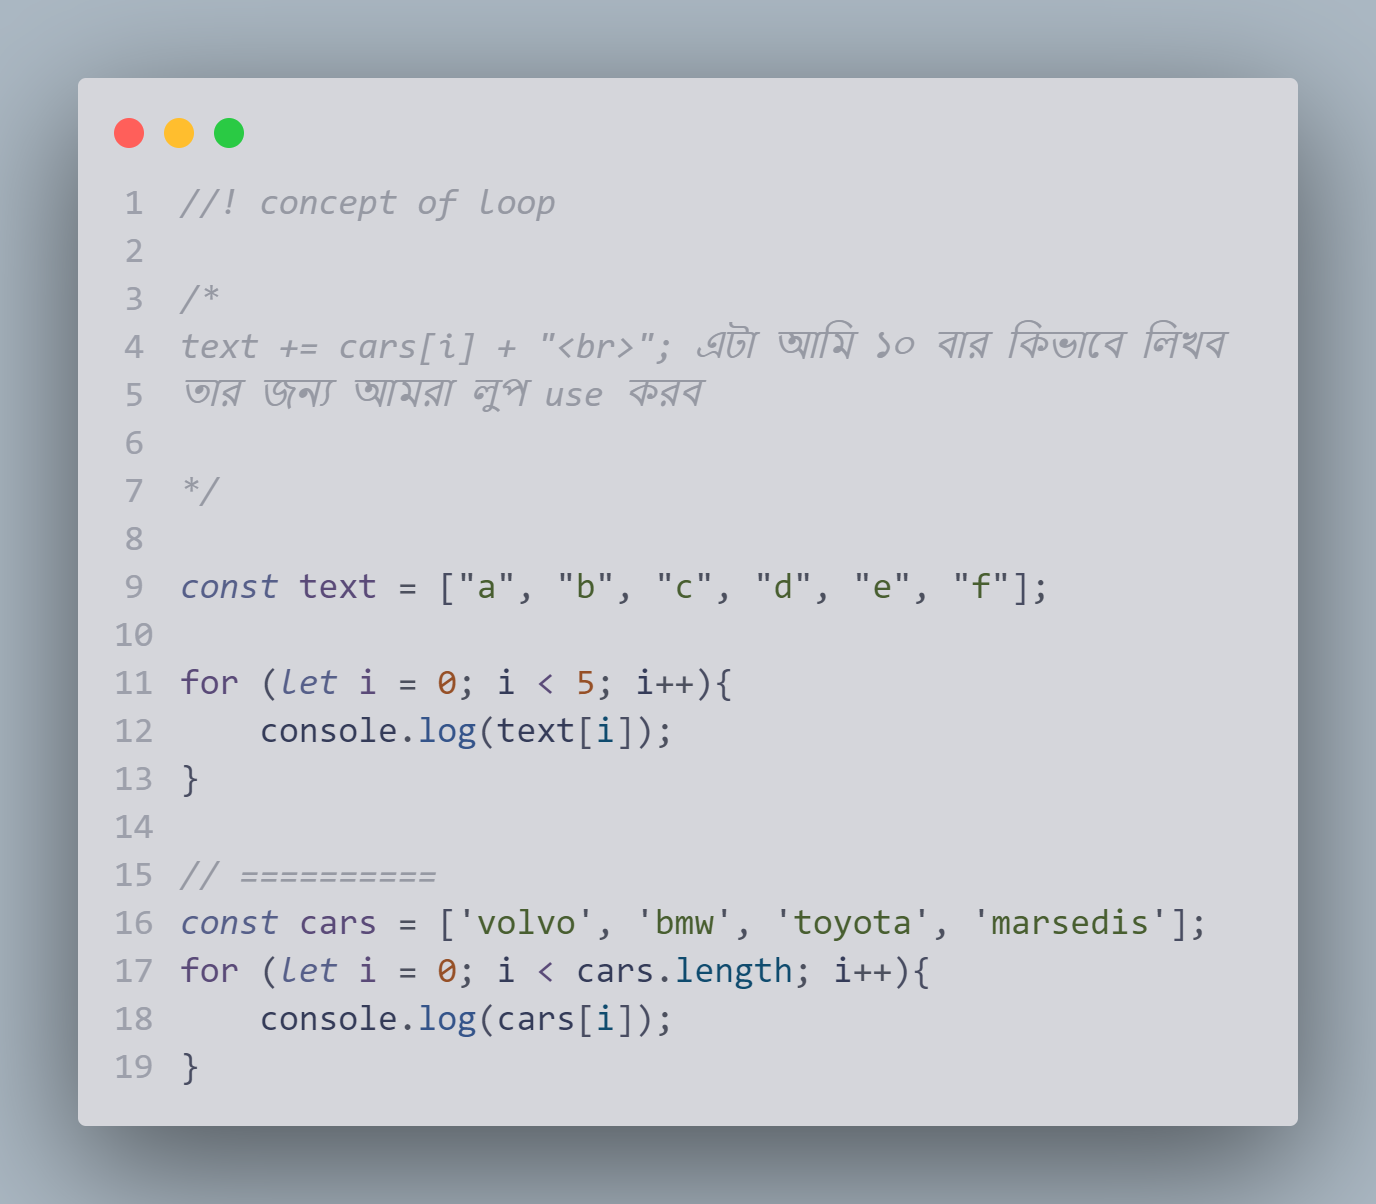 1 //! concept of loop
2
3 /*
4 text += cars[i] + "<br>"; এটা আমি ১০ বার কিভাবে লিখব
5 তার জন্য আমরা লুপ use করব
6
7 */
8
9 const text = ["a", "b", "c", "d", "e", "f"];
10
11 for (let i = 0; i < 5; i++){
12     console.log(text[i]);
13 }
14
15 // ==========
16 const cars = ['volvo', 'bmw', 'toyota', 'marsedis'];
17 for (let i = 0; i < cars.length; i++){
18     console.log(cars[i]);
19 }